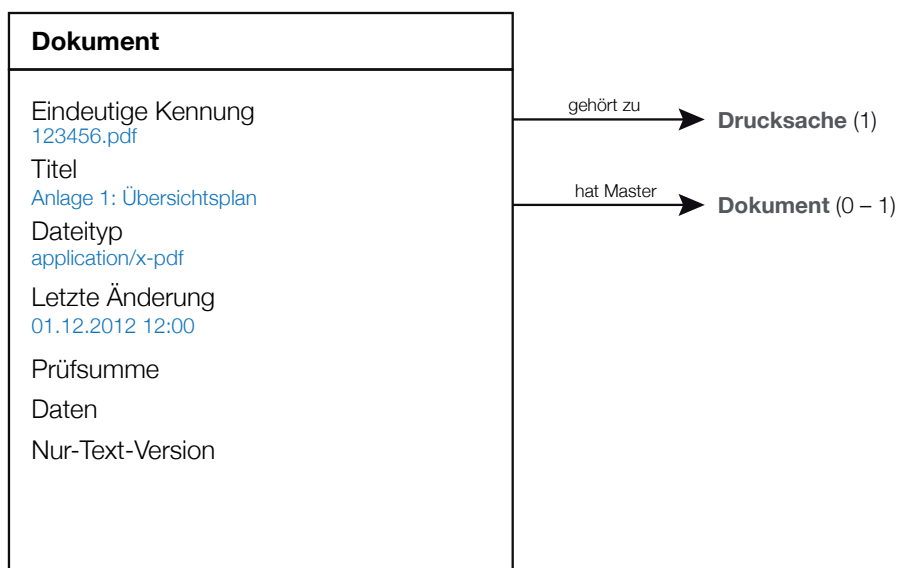 Dokument
Eindeutige Kennung
123456.pdf
Titel
Anlage 1: Übersichtsplan
Dateityp
application/x-pdf
Letzte Änderung
01.12.2012 12:00
Prüfsumme
Daten
Nur-Text-Version
gehört zu
Drucksache (1)
hat Master
Dokument (0 – 1)